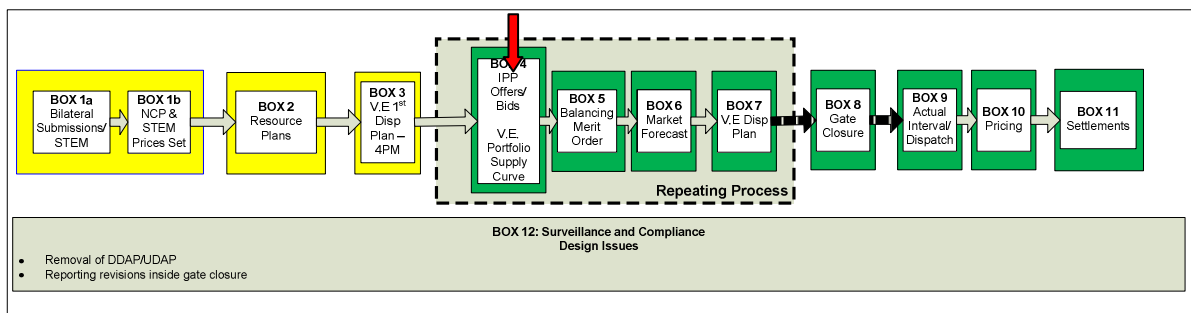 BOX 1a
Bilateral
Submissions/
STEM
BOX 1b
NCP &
STEM
Prices Set
BOX 2
Resource
Plans
BOX 3
V.E 1st
Disp
Plan –
4PM
BOX 4
IPP
Offers/
Bids
V.E.
Portfolio
Supply
Curve
BOX 5
Balancing
Merit
Order
BOX 6
Market
Forecast
BOX 7
V.E Disp
Plan
Repeating Process
BOX 8
Gate
Closure
BOX 9
Actual
Interval/
Dispatch
BOX 10
Pricing
BOX 11
Settlements
BOX 12: Surveillance and Compliance
Design Issues
● Removal of DDAP/UDAP
● Reporting revisions inside gate closure